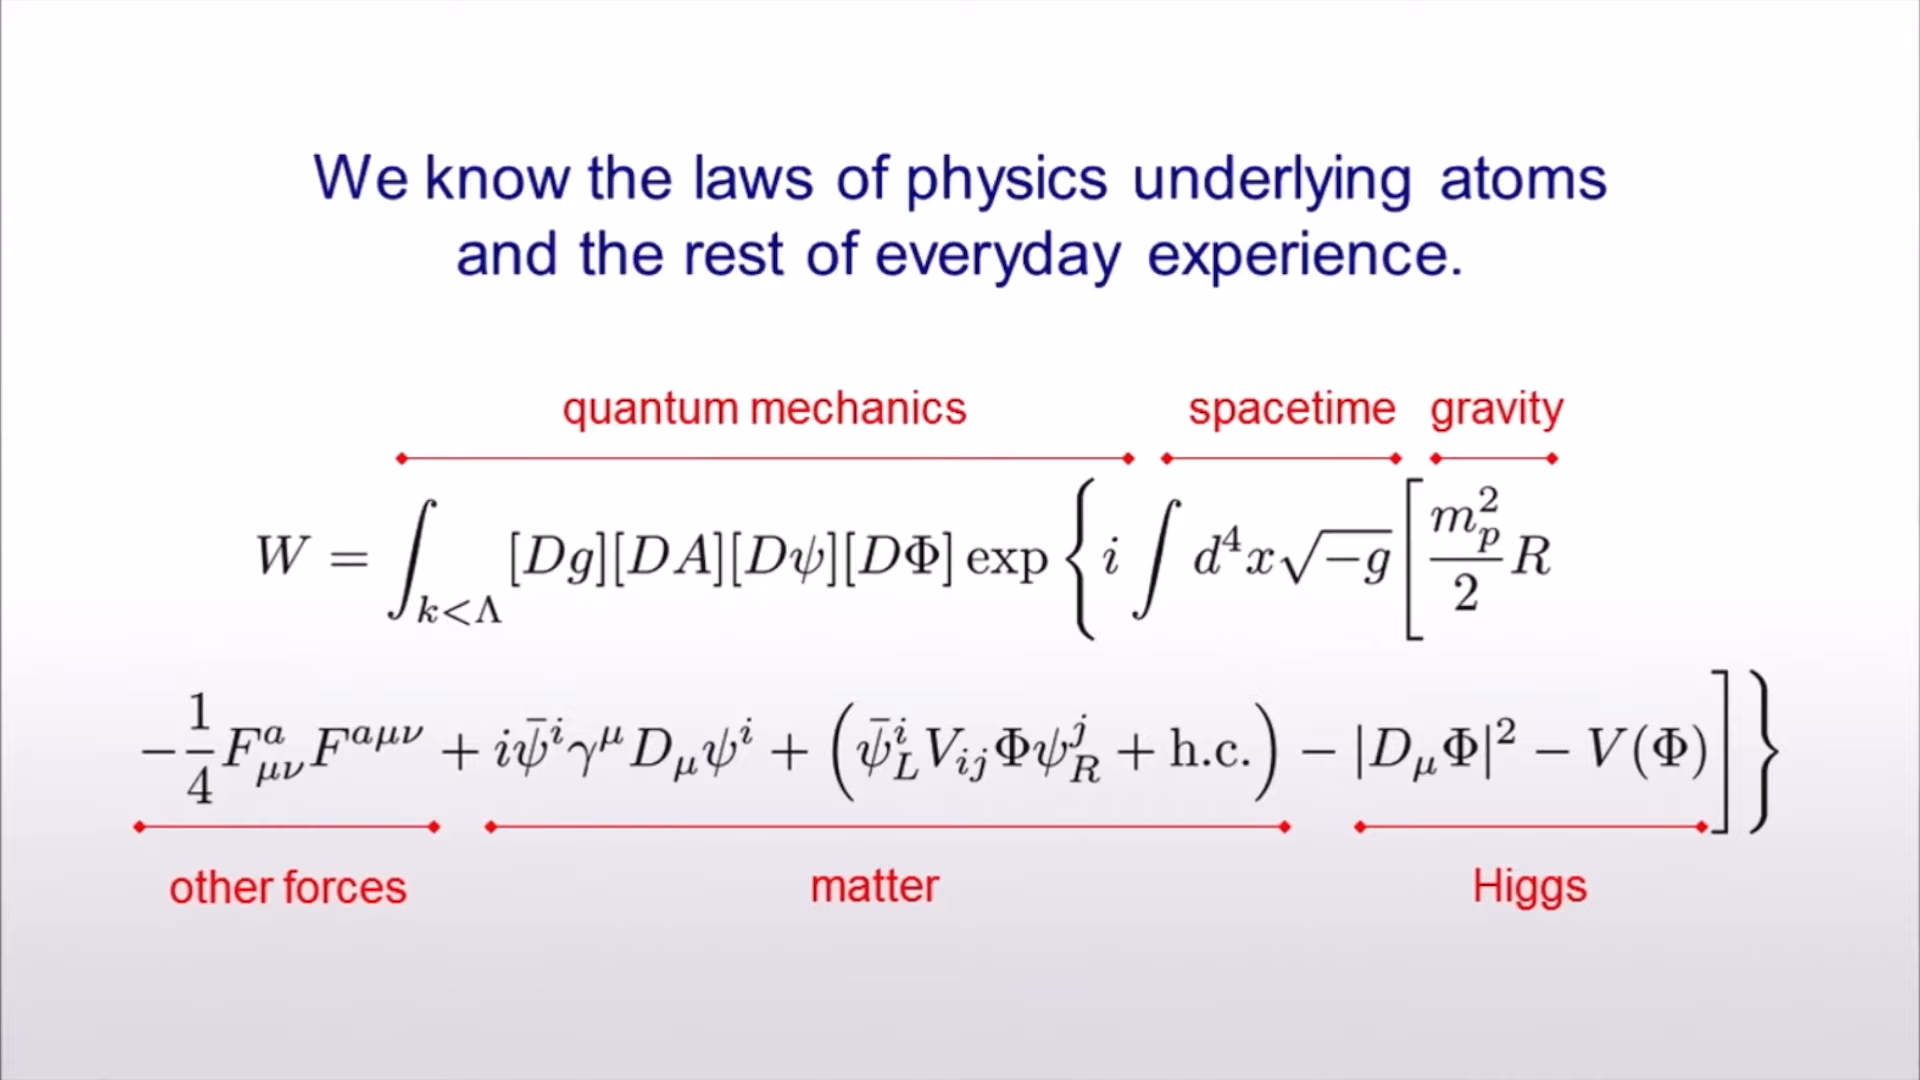 We know the laws of physics underlying atoms
and the rest of everyday experience.
quantum mechanics spacetime gravity
W = ∫_{k<Λ} [Dg][DA][Dψ][DΦ] exp { i ∫ d⁴x √−g [ m_p²/2 R
− 1/4 F^a_{μν} F^{aμν} + i ψ̄^i γ^μ D_μ ψ^i + ( ψ̄^i_L V_{ij} Φ ψ^j_R + h.c. ) − |D_μ Φ|² − V(Φ) ] }
other forces matter Higgs